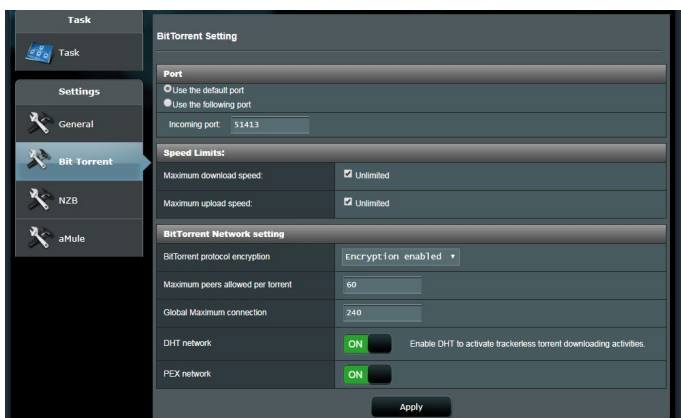 Task
Task
Settings
General
Bit Torrent
NZB
aMule
BitTorrent Setting
Port
Use the default port
Use the following port
Incoming port: 51413
Speed Limits:
Maximum download speed: Unlimited
Maximum upload speed: Unlimited
BitTorrent Network setting
BitTorrent protocol encryption Encryption enabled
Maximum peers allowed per torrent 60
Global Maximum connection 240
DHT network ON Enable DHT to activate trackerless torrent downloading activities.
PEX network ON
Apply